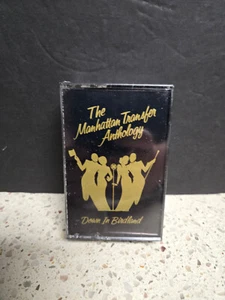 The
Manhattan Transfer
Anthology
Down In Birdland